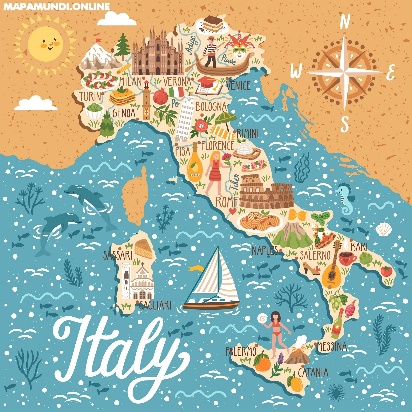 MAPAMUNDI.ONLINE
N
W E
S
MILAN
VERONA
VENICE
TURIN
GENOA
BOLOGNA
RIMINI
PISA
FLORENCE
Tiber
ROME
NAPLES
SALERNO
BARI
SASSARI
CAGLIARI
Italy
PALERMO
MESSINA
CATANIA